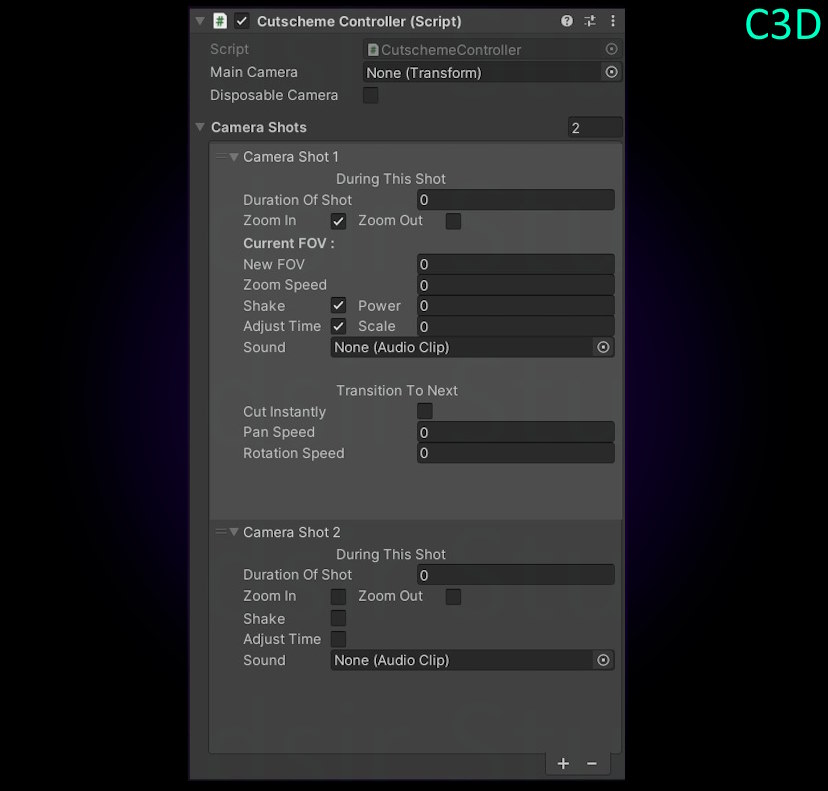 C3D
Cutscheme Controller (Script)
Script CutschemeController
Main Camera None (Transform)
Disposable Camera
Camera Shots 2
Camera Shot 1
During This Shot
Duration Of Shot 0
Zoom In Zoom Out
Current FOV :
New FOV 0
Zoom Speed 0
Shake Power 0
Adjust Time Scale 0
Sound None (Audio Clip)
Transition To Next
Cut Instantly
Pan Speed 0
Rotation Speed 0
Camera Shot 2
During This Shot
Duration Of Shot 0
Zoom In Zoom Out
Shake
Adjust Time
Sound None (Audio Clip)
+ −